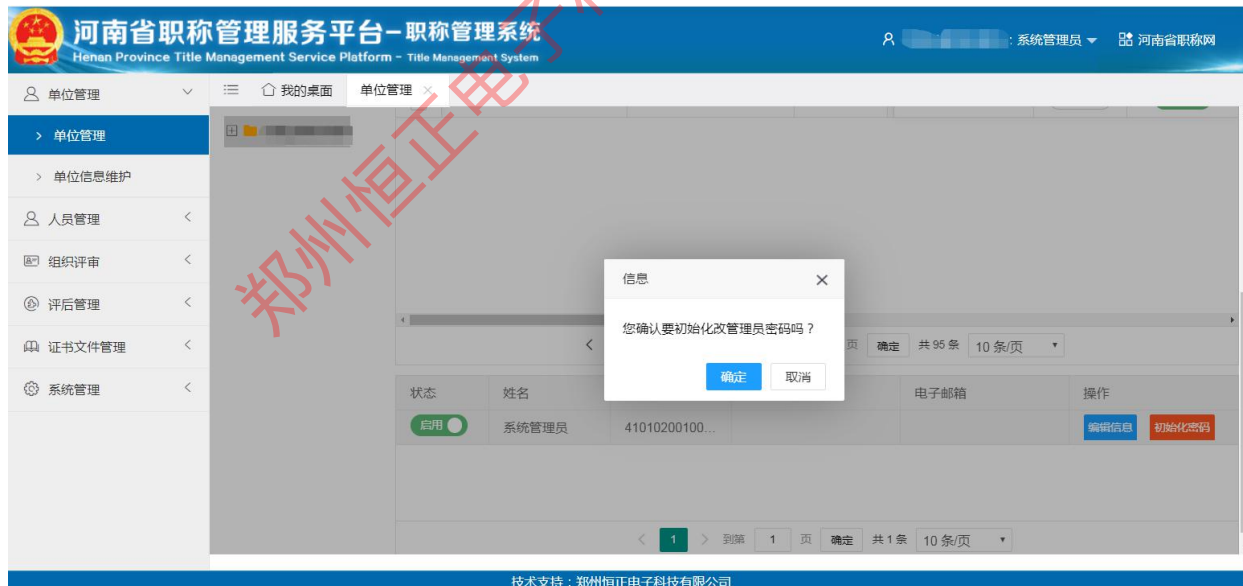 河南省职称管理服务平台-职称管理系统
Henan Province Title Management Service Platform - Title Management System
: 系统管理员
河南省职称网
单位管理
我的桌面
单位管理 ×
单位管理
单位信息维护
人员管理
组织评审
评后管理
证书文件管理
系统管理
信息
您确认要初始化改管理员密码吗？
确定 取消
页 确定 共 95 条 10 条/页
状态 姓名 电子邮箱 操作
启用 系统管理员 41010200100... 编辑信息 初始化密码
1 到第 1 页 确定 共 1 条 10 条/页
技术支持：郑州恒正电子科技有限公司
郑州恒正电子科